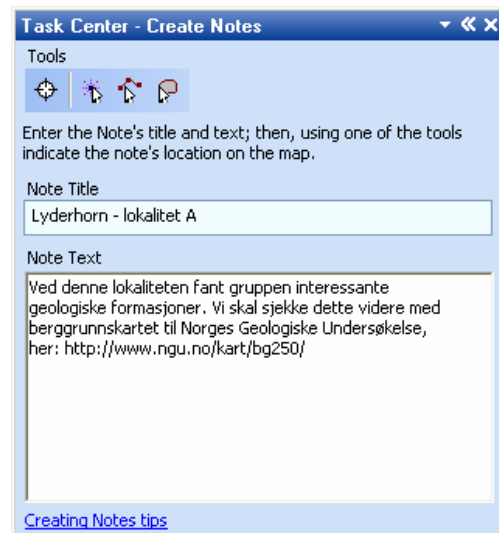 Task Center - Create Notes
Tools
Enter the Note's title and text; then, using one of the tools
indicate the note's location on the map.
Note Title
Lyderhorn - lokalitet A
Note Text
Ved denne lokaliteten fant gruppen interessante
geologiske formasjoner. Vi skal sjekke dette videre med
berggrunnskartet til Norges Geologiske Undersøkelse,
her: http://www.ngu.no/kart/bg250/
Creating Notes tips